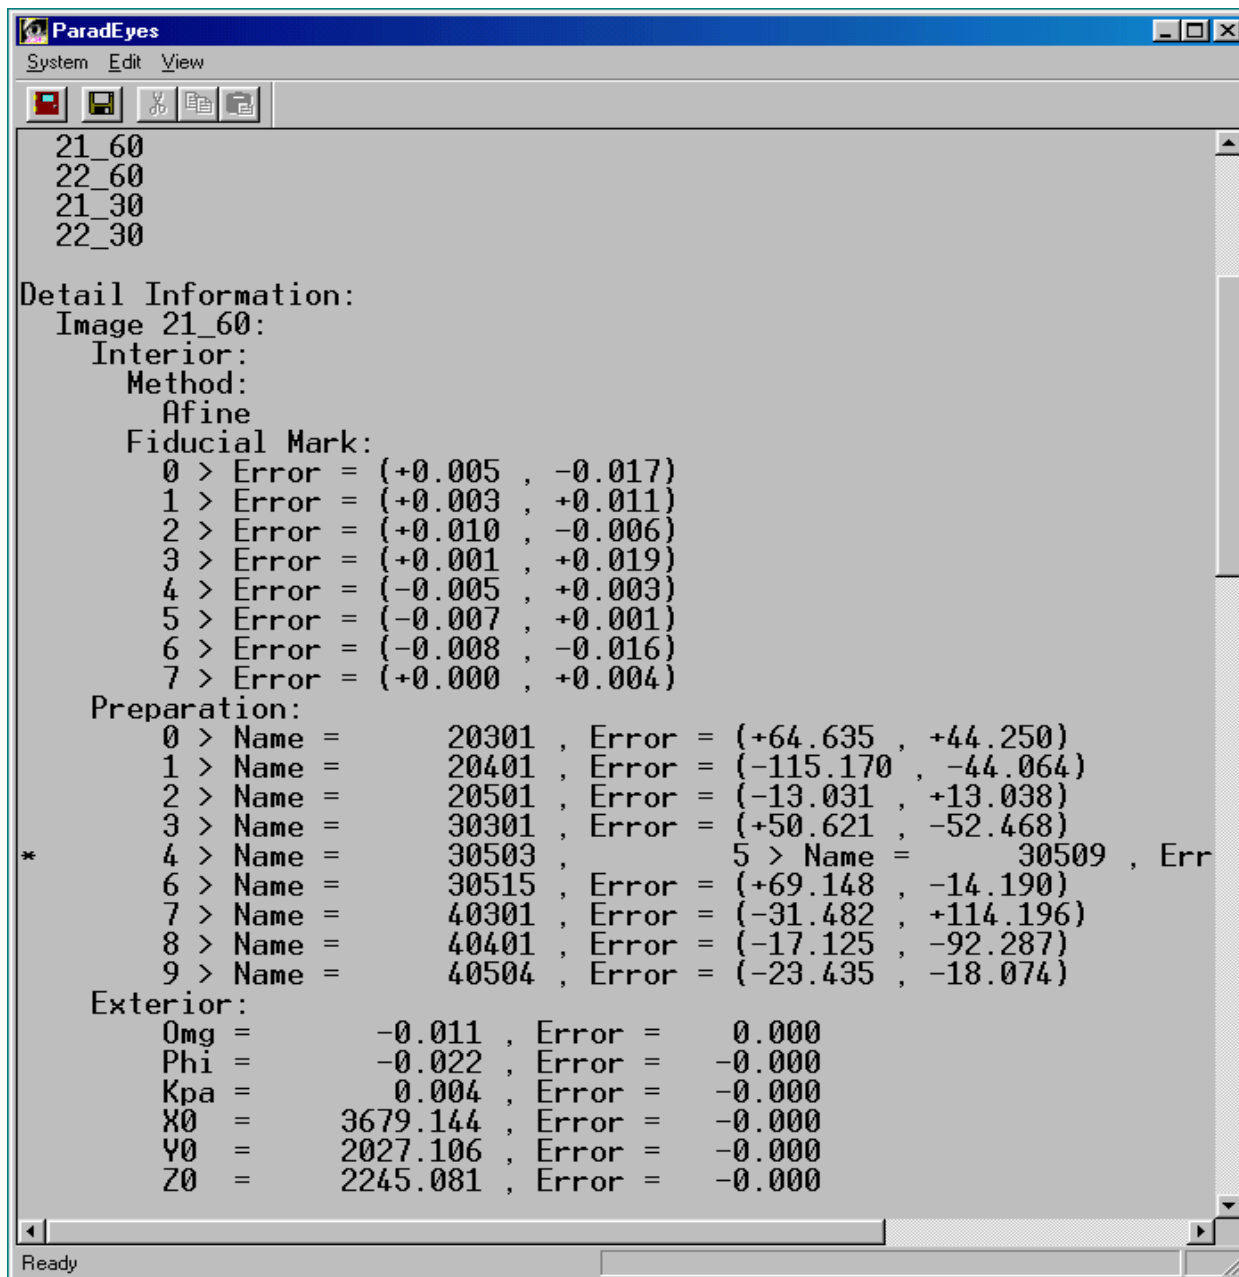 ParadEyes
System Edit View
21_60
22_60
21_30
22_30
Detail Information:
Image 21_60:
Interior:
Method:
Afine
Fiducial Mark:
0 > Error = (+0.005 , -0.017)
1 > Error = (+0.003 , +0.011)
2 > Error = (+0.010 , -0.006)
3 > Error = (+0.001 , +0.019)
4 > Error = (-0.005 , +0.003)
5 > Error = (-0.007 , +0.001)
6 > Error = (-0.008 , -0.016)
7 > Error = (+0.000 , +0.004)
Preparation:
0 > Name = 20301 , Error = (+64.635 , +44.250)
1 > Name = 20401 , Error = (-115.170 , -44.064)
2 > Name = 20501 , Error = (-13.031 , +13.038)
3 > Name = 30301 , Error = (+50.621 , -52.468)
* 4 > Name = 30503 , 5 > Name = 30509 , Err
6 > Name = 30515 , Error = (+69.148 , -14.190)
7 > Name = 40301 , Error = (-31.482 , +114.196)
8 > Name = 40401 , Error = (-17.125 , -92.287)
9 > Name = 40504 , Error = (-23.435 , -18.074)
Exterior:
Omg = -0.011 , Error = 0.000
Phi = -0.022 , Error = -0.000
Kpa = 0.004 , Error = -0.000
X0 = 3679.144 , Error = -0.000
Y0 = 2027.106 , Error = -0.000
Z0 = 2245.081 , Error = -0.000
Ready